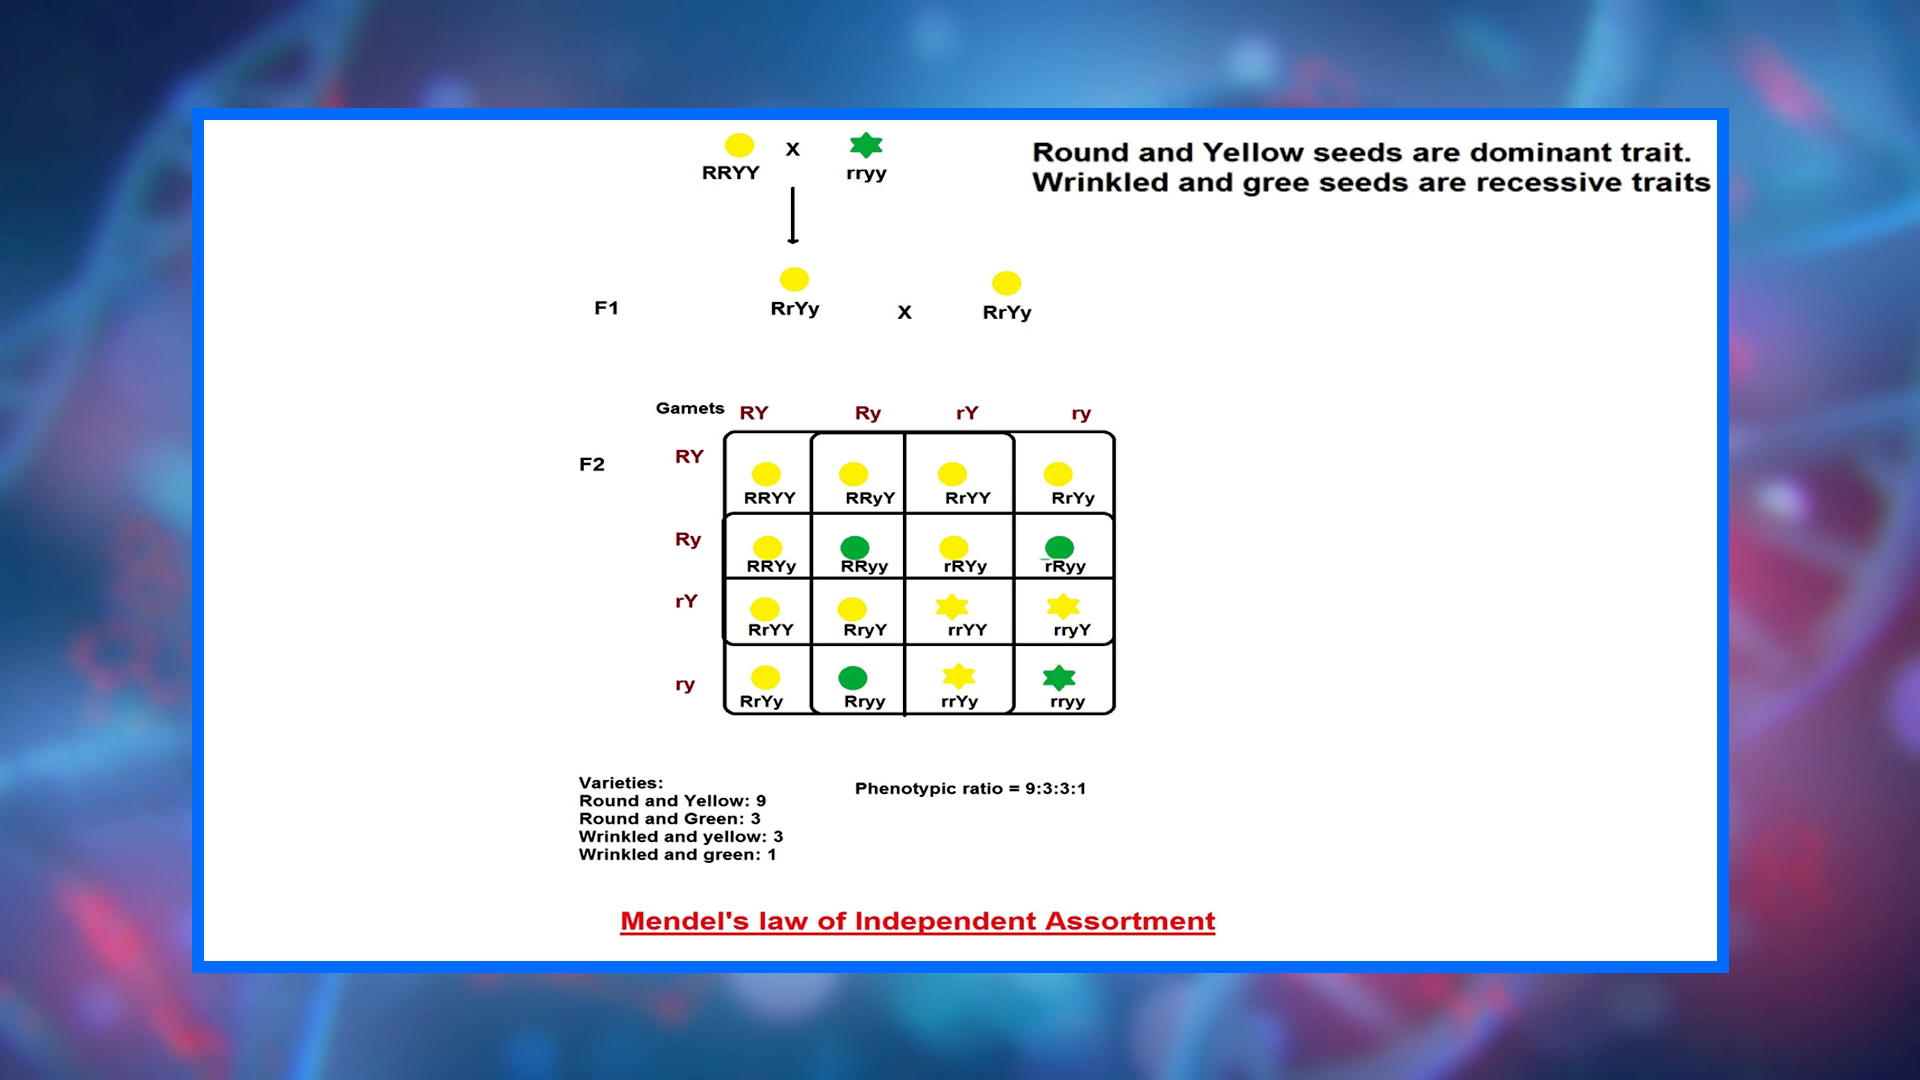 RRYY X rryy
Round and Yellow seeds are dominant trait.
Wrinkled and gree seeds are recessive traits
F1 RrYy X RrYy
Gamets RY Ry rY ry
F2 RY
RRYY RRyY RrYY RrYy
Ry
RRYy RRyy rRYy rRyy
rY
RrYY RryY rrYY rryY
ry
RrYy Rryy rrYy rryy
Varieties:
Round and Yellow: 9
Round and Green: 3
Wrinkled and yellow: 3
Wrinkled and green: 1
Phenotypic ratio = 9:3:3:1
Mendel's law of Independent Assortment